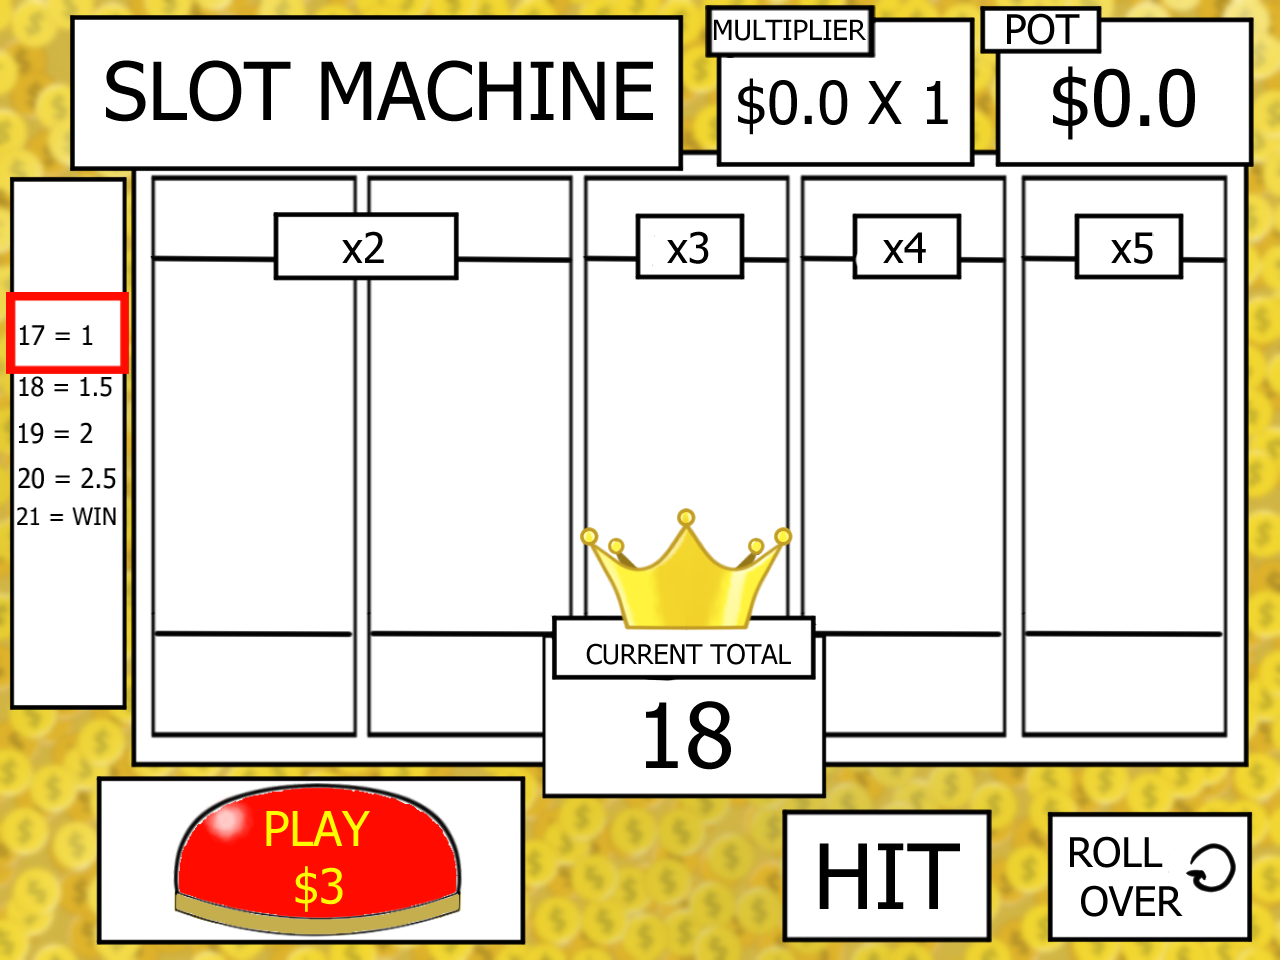 SLOT MACHINE
MULTIPLIER
$0.0 X 1
POT
$0.0
x2
x3
x4
x5
17 = 1
18 = 1.5
19 = 2
20 = 2.5
21 = WIN
CURRENT TOTAL
18
PLAY
$3
HIT
ROLL
OVER